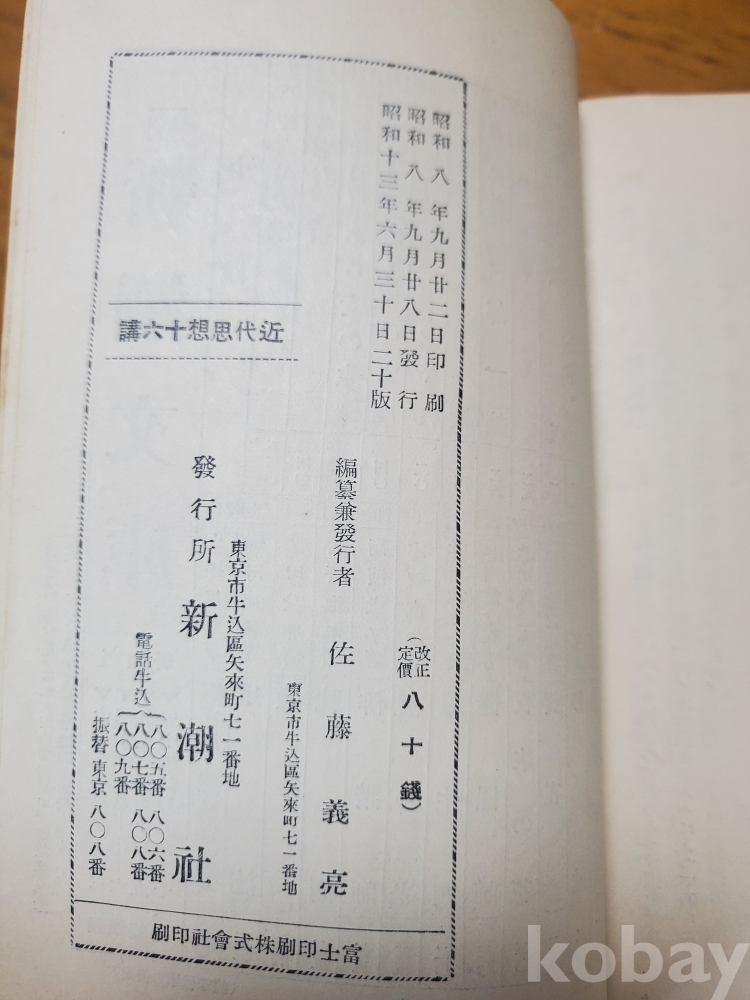 昭和八年九月廿二日印刷
昭和八年九月廿八日發行
昭和十三年六月三十日二十版
(改正定價八十錢)
編纂兼發行者 佐藤義亮
東京市牛込區矢來町七一番地
近代思想十六講
東京市牛込區矢來町七一番地
發行所 新潮社
電話牛込{八〇五番 八〇六番
八〇七番 八〇八番
八〇九番
振替東京八〇八番
富士印刷株式會社印刷
kobay